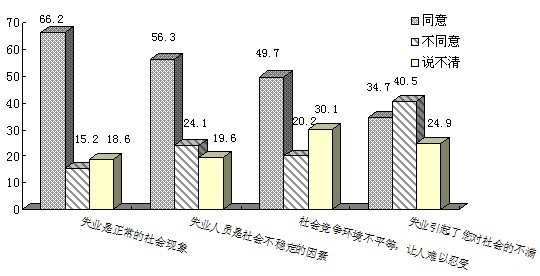 66.2
56.3
49.7
34.7
40.5
15.2
18.6
24.1
19.6
20.2
30.1
24.9
同意
不同意
说不清
70
60
50
40
30
20
10
0
失业是正常的社会现象
失业人员是社会不稳定的因素
社会竞争环境不平等，让人难以忍受
失业引起了您对社会的不满